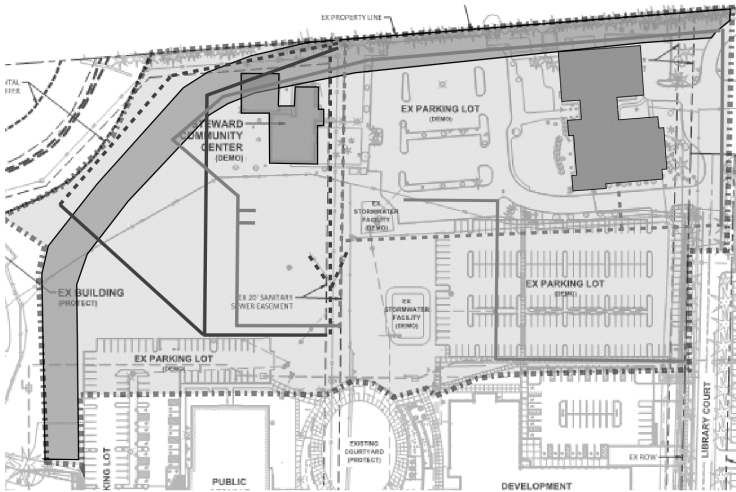 EX PROPERTY LINE
EX PARKING LOT
(DEMO)
STEWARD
COMMUNITY
CENTER
(DEMO)
EX
STORMWATER
FACILITY
(DEMO)
EX PARKING LOT
(DEMO)
EX BUILDING
(PROTECT)
EX 20' SANITARY
SEWER EASEMENT
EX
STORMWATER
FACILITY
(DEMO)
EX PARKING LOT
(DEMO)
LIBRARY COURT
EXISTING
COURTYARD
(PROTECT)
EX ROW
KING LOT
PUBLIC
DEVELOPMENT